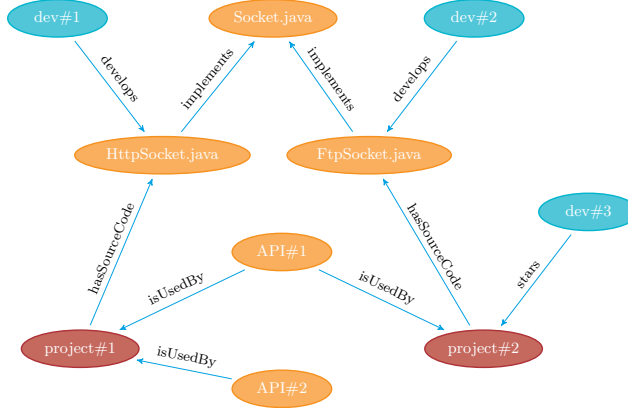 dev#1
Socket.java
dev#2
develops
implements
implements
develops
HttpSocket.java
FtpSocket.java
dev#3
hasSourceCode
hasSourceCode
API#1
stars
isUsedBy
isUsedBy
project#1
project#2
isUsedBy
API#2